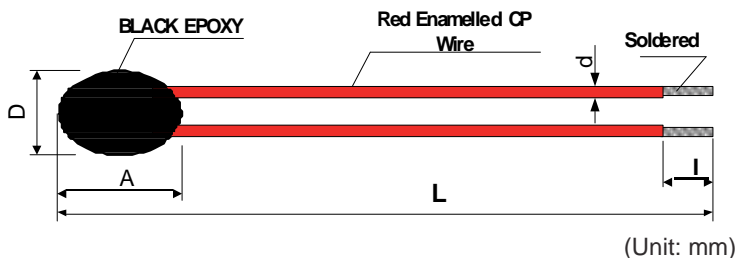 BLACK EPOXY
Red Enamelled CP
Wire
Soldered
d
D
A
l
L
(Unit: mm)